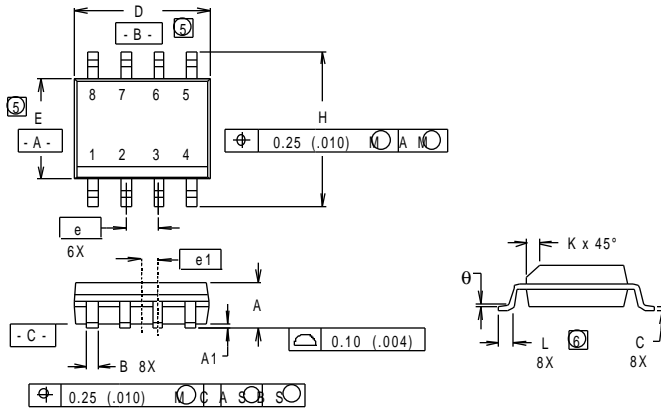 D
- B -
5
8 7 6 5
5
E
H
- A -
⌖ 0.25 (.010) Ⓜ A Ⓜ
1 2 3 4
e
6X
e1
K x 45°
θ
A
- C -
A1
⌓ 0.10 (.004)
L
8X
6
C
8X
B 8X
⌖ 0.25 (.010) Ⓜ C A Ⓢ B Ⓢ